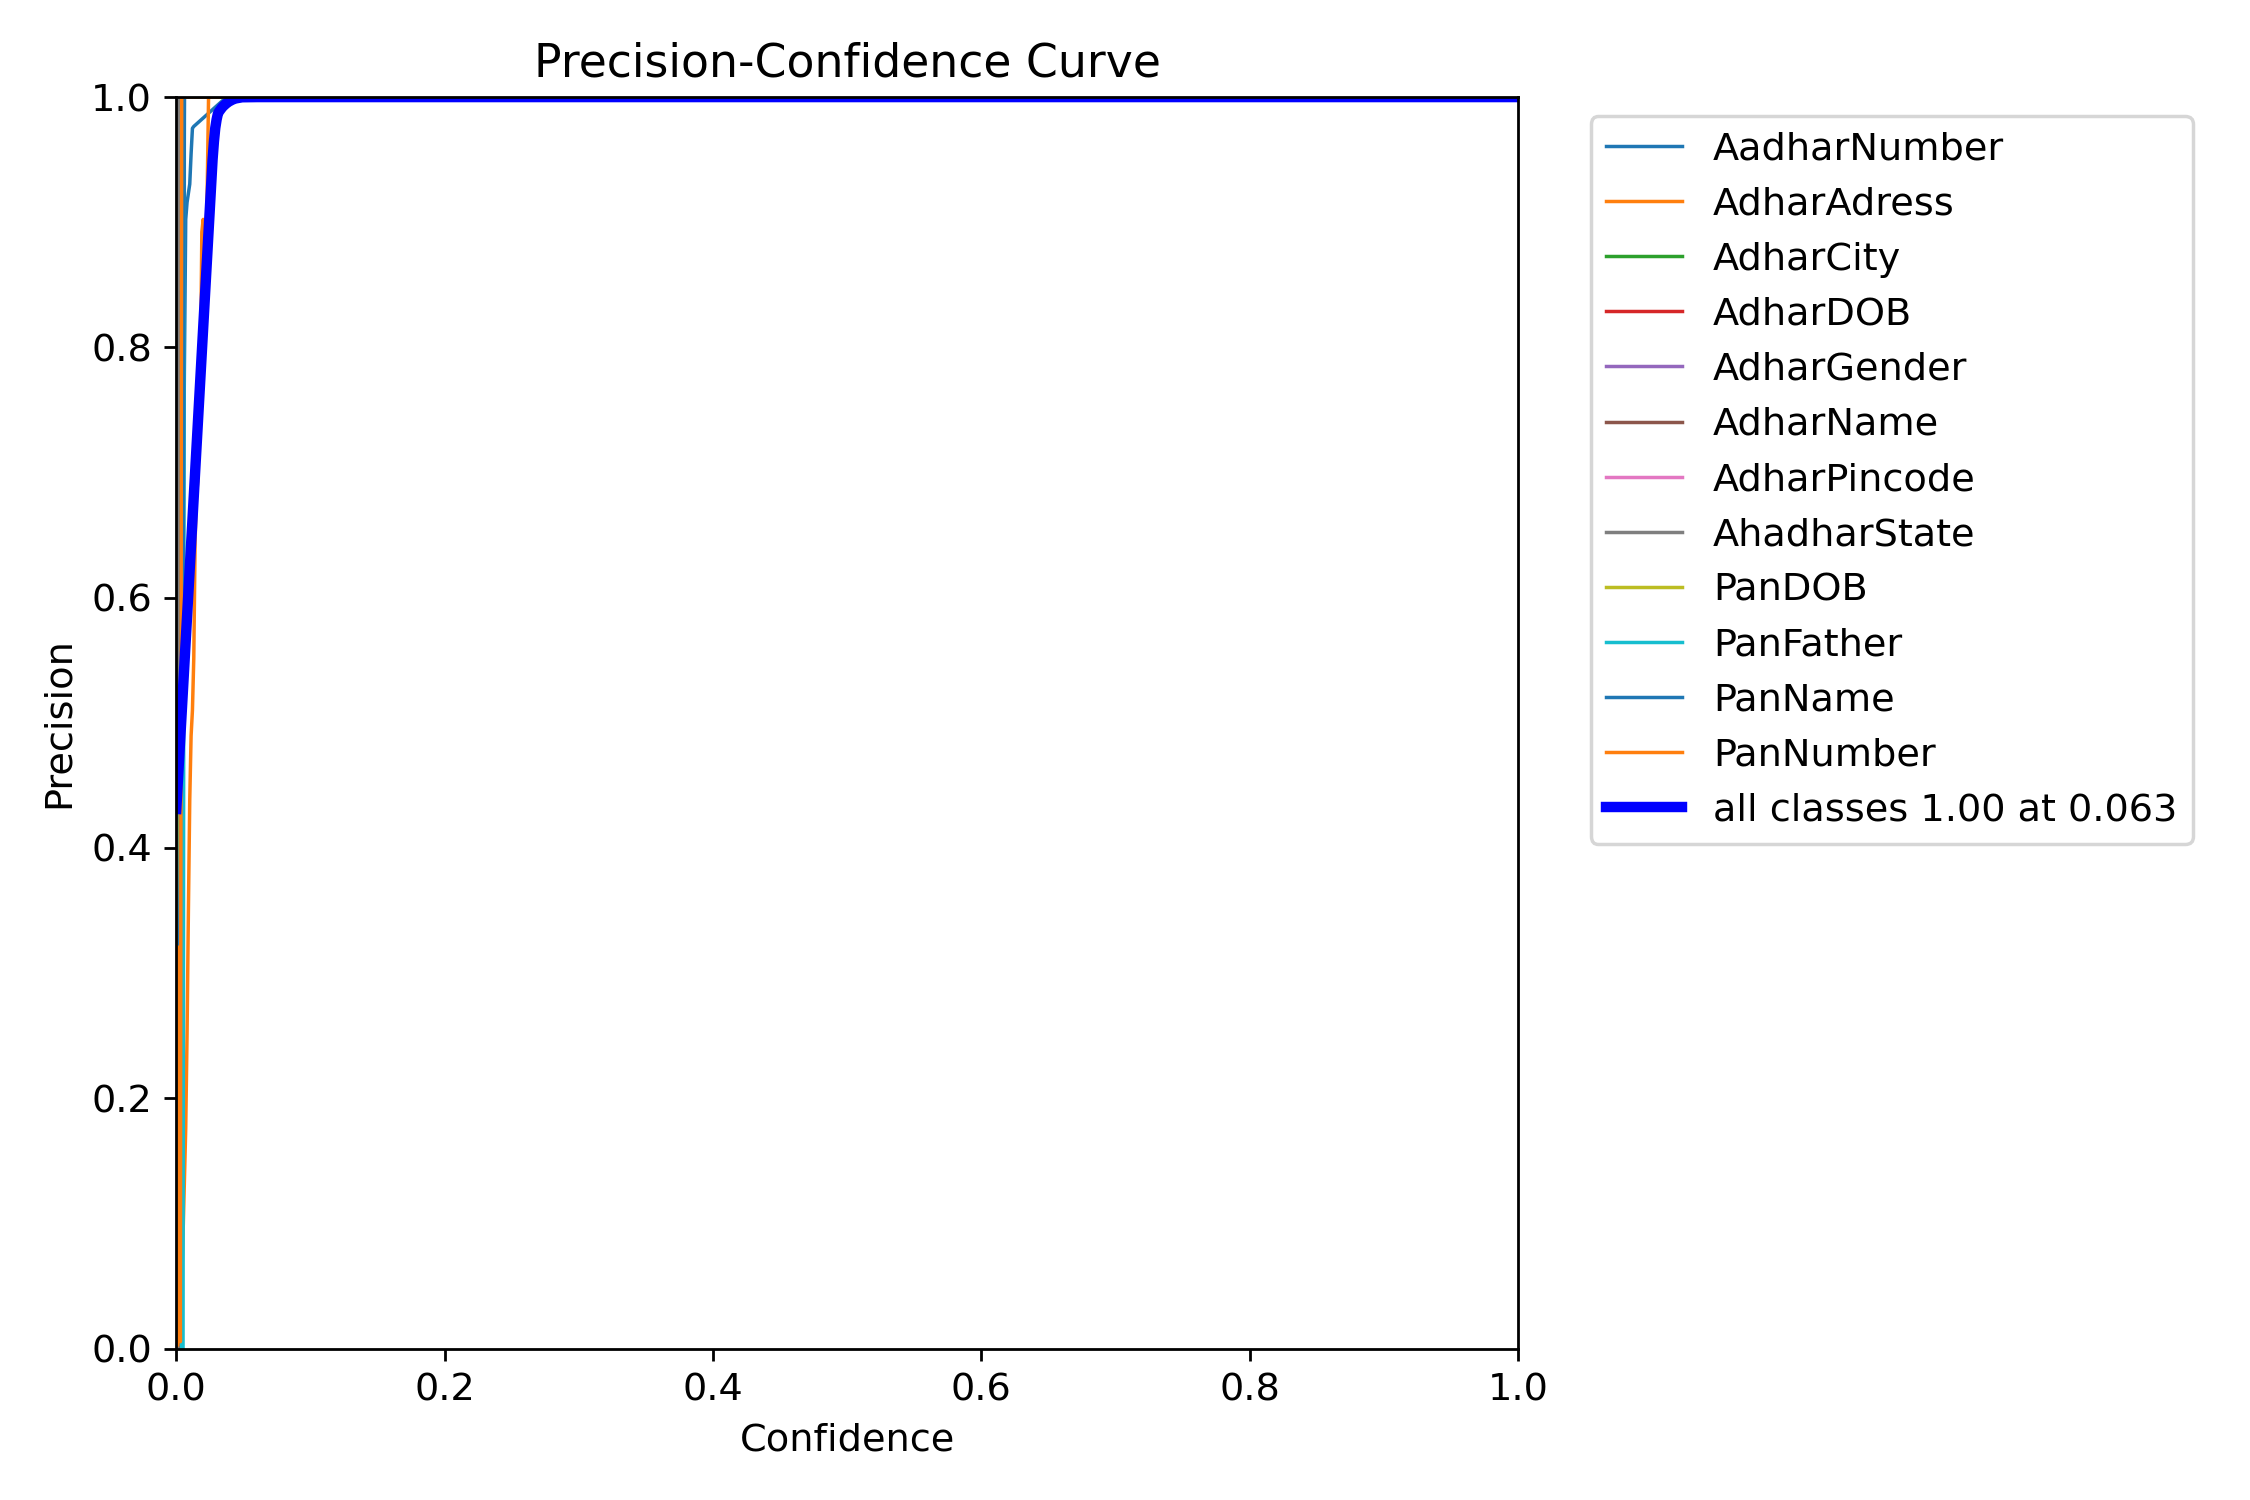 Precision-Confidence Curve
1.0
0.8
0.6
0.4
0.2
0.0
Precision
0.0 0.2 0.4 0.6 0.8 1.0
Confidence
AadharNumber
AdharAdress
AdharCity
AdharDOB
AdharGender
AdharName
AdharPincode
AhadharState
PanDOB
PanFather
PanName
PanNumber
all classes 1.00 at 0.063